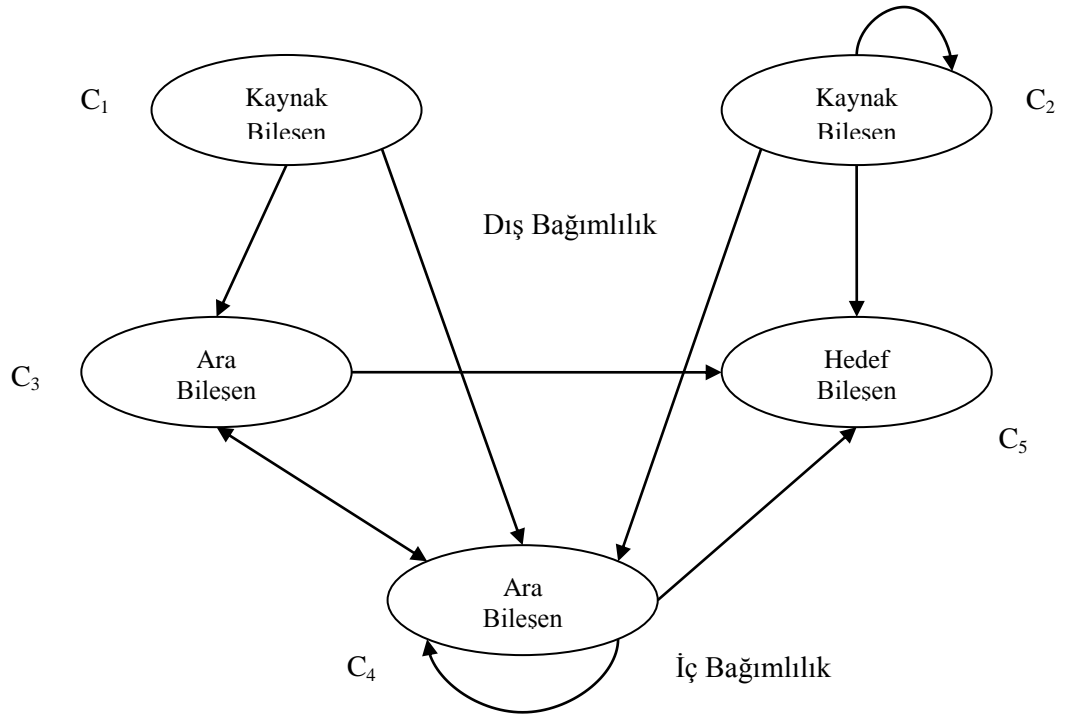 C1
Kaynak
Bileşen
Kaynak
Bileşen
C2
Dış Bağımlılık
C3
Ara
Bileşen
Hedef
Bileşen
C5
Ara
Bileşen
C4
İç Bağımlılık